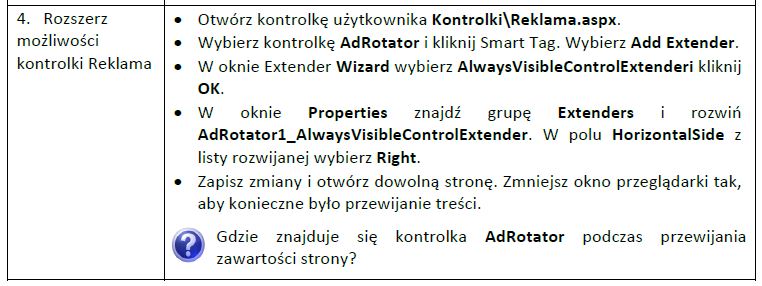 4. Rozszerz
możliwości
kontrolki Reklama
• Otwórz kontrolkę użytkownika Kontrolki\Reklama.aspx.
• Wybierz kontrolkę AdRotator i kliknij Smart Tag. Wybierz Add Extender.
• W oknie Extender Wizard wybierz AlwaysVisibleControlExtenderi kliknij
OK.
• W oknie Properties znajdź grupę Extenders i rozwiń
AdRotator1_AlwaysVisibleControlExtender. W polu HorizontalSide z
listy rozwijanej wybierz Right.
• Zapisz zmiany i otwórz dowolną stronę. Zmniejsz okno przeglądarki tak,
aby konieczne było przewijanie treści.
? Gdzie znajduje się kontrolka AdRotator podczas przewijania
zawartości strony?